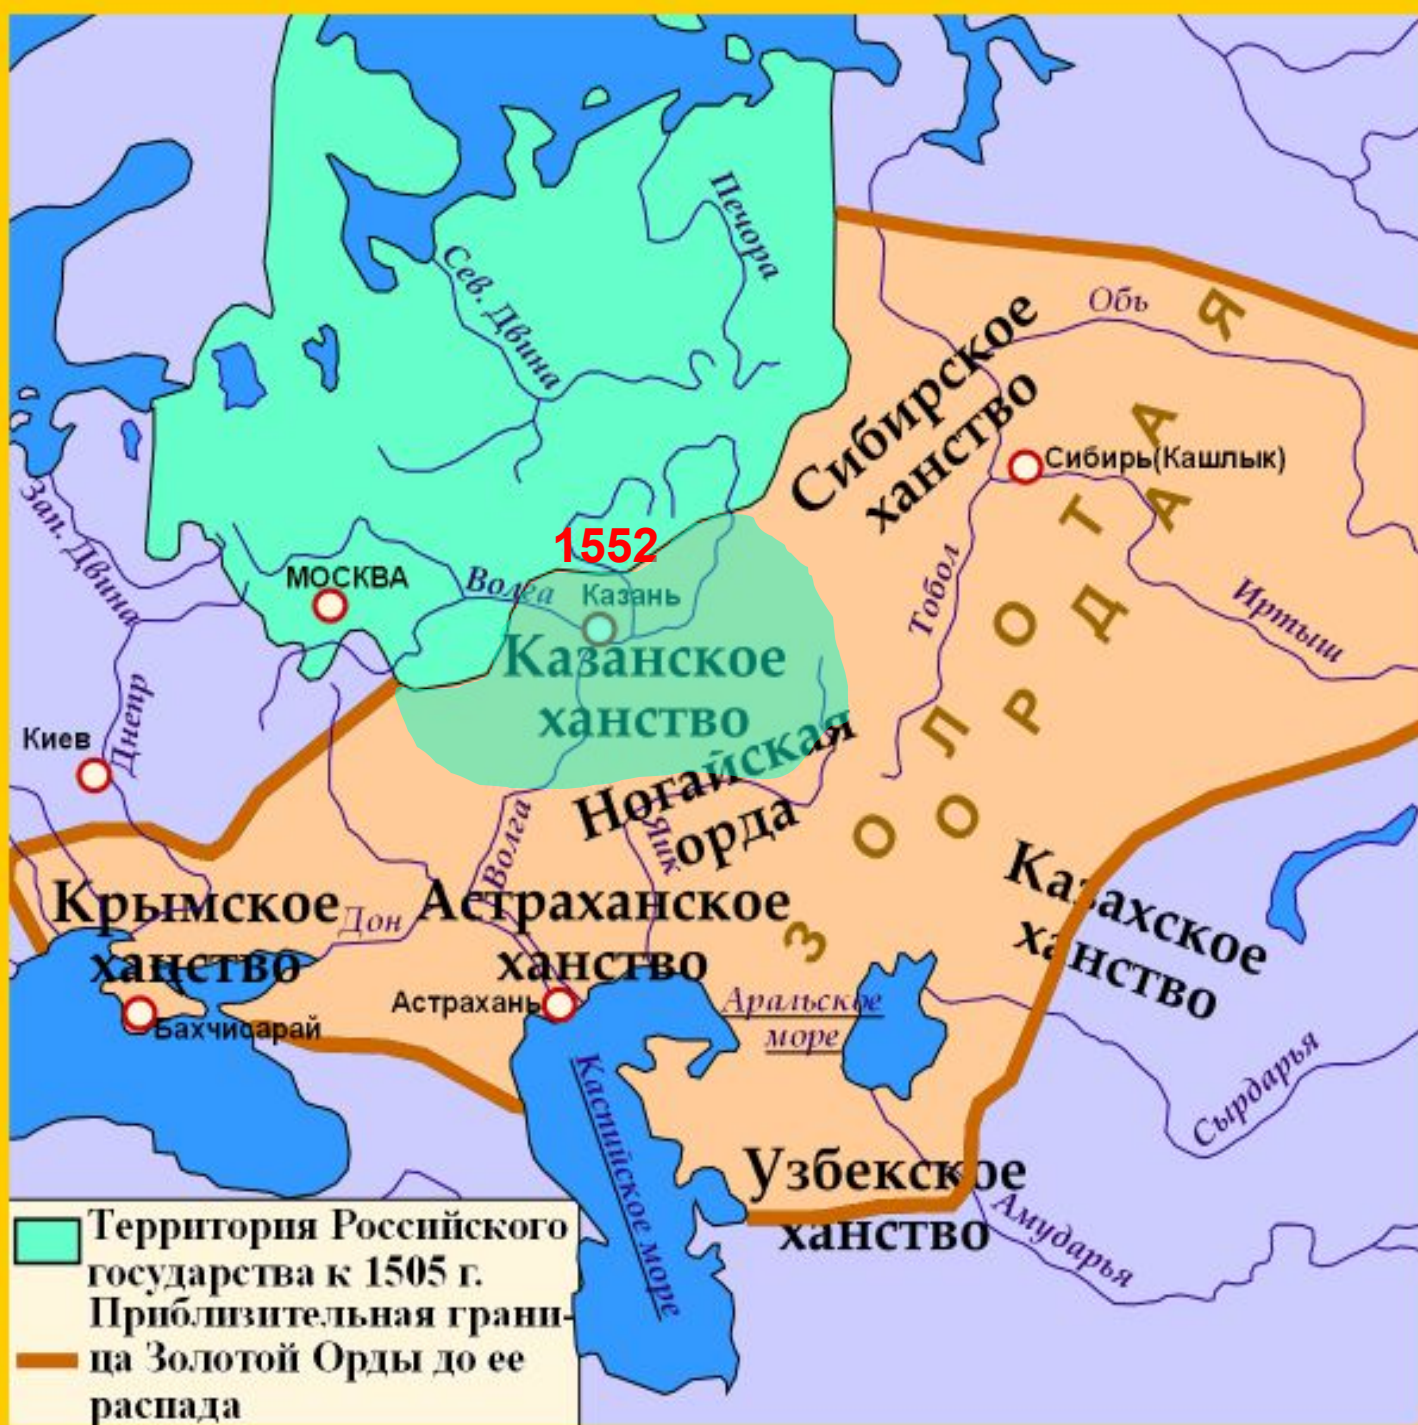 Печора
Сев. Двина
Обь
Сибирское
ханство
Сибирь(Кашлык)
ЗОЛОТАЯ
ОРДА
Зап. Двина
1552
МОСКВА
Волга
Казань
Казанское
ханство
Тобол
Иртыш
Киев
Днепр
Ногайская
орда
Волга
Яик
Крымское
ханство
Дон
Астраханское
ханство
Казахское
ханство
Астрахань
Бахчисарай
Аральское
море
Каспийское море
Сырдарья
Узбекское
ханство
Амударья
Территория Российского
государства к 1505 г.
Приблизительная грани-
ца Золотой Орды до ее
распада